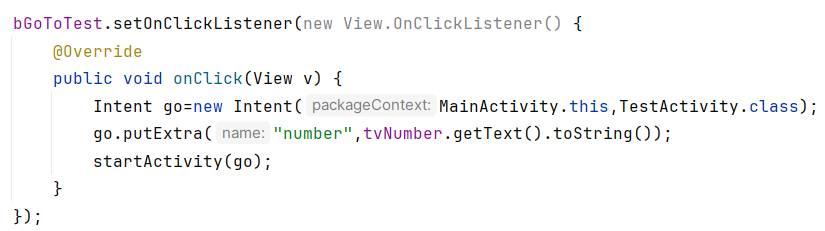 bGoToTest.setOnClickListener(new View.OnClickListener() {
    @Override
    public void onClick(View v) {
        Intent go=new Intent( packageContext: MainActivity.this,TestActivity.class);
        go.putExtra( name: "number",tvNumber.getText().toString());
        startActivity(go);
    }
});